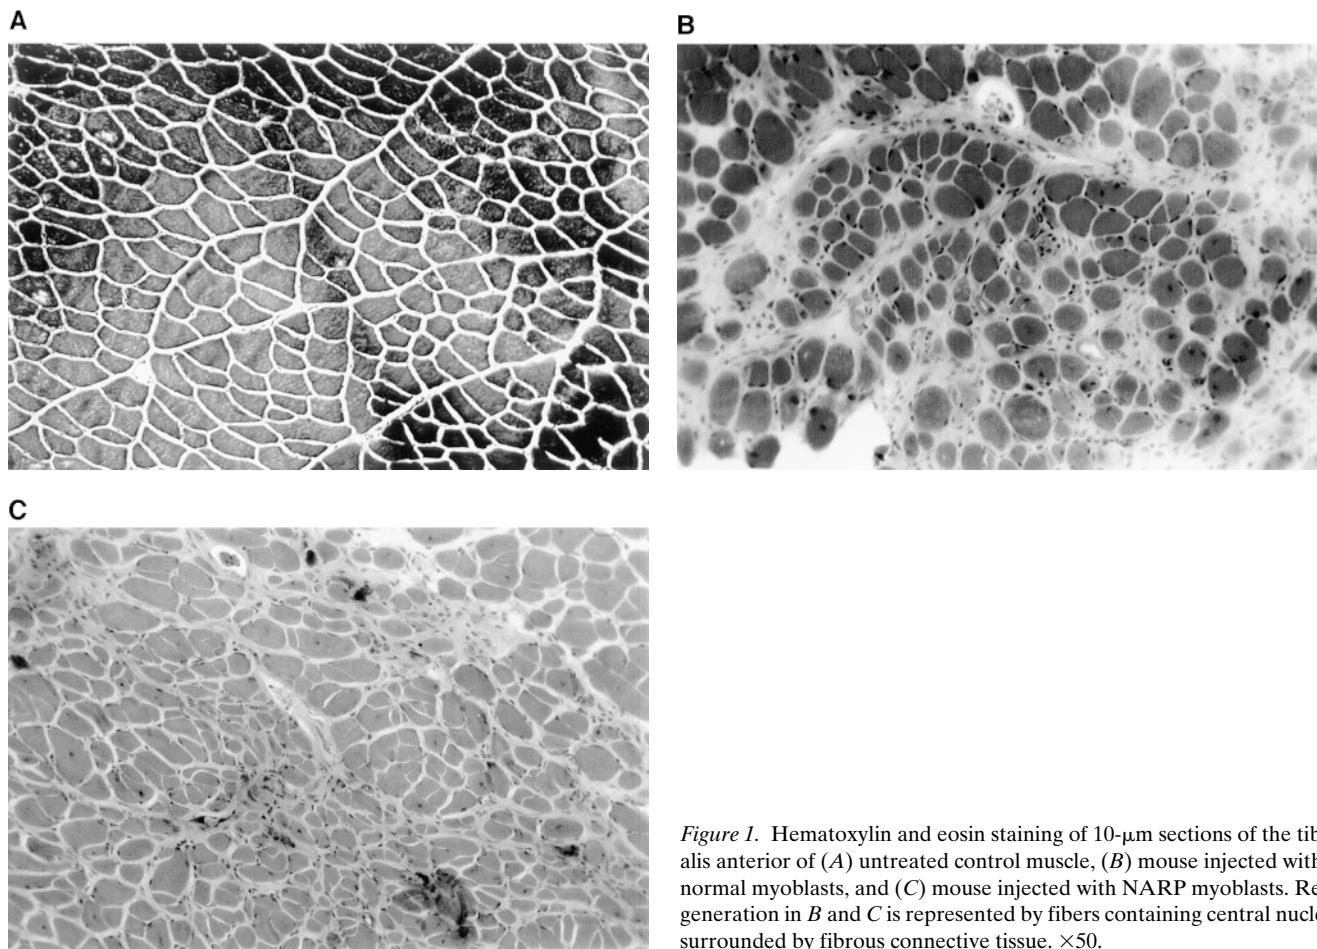 A
B
C
Figure 1. Hematoxylin and eosin staining of 10-μm sections of the tibi-
alis anterior of (A) untreated control muscle, (B) mouse injected with
normal myoblasts, and (C) mouse injected with NARP myoblasts. Re-
generation in B and C is represented by fibers containing central nuclei
surrounded by fibrous connective tissue. ×50.